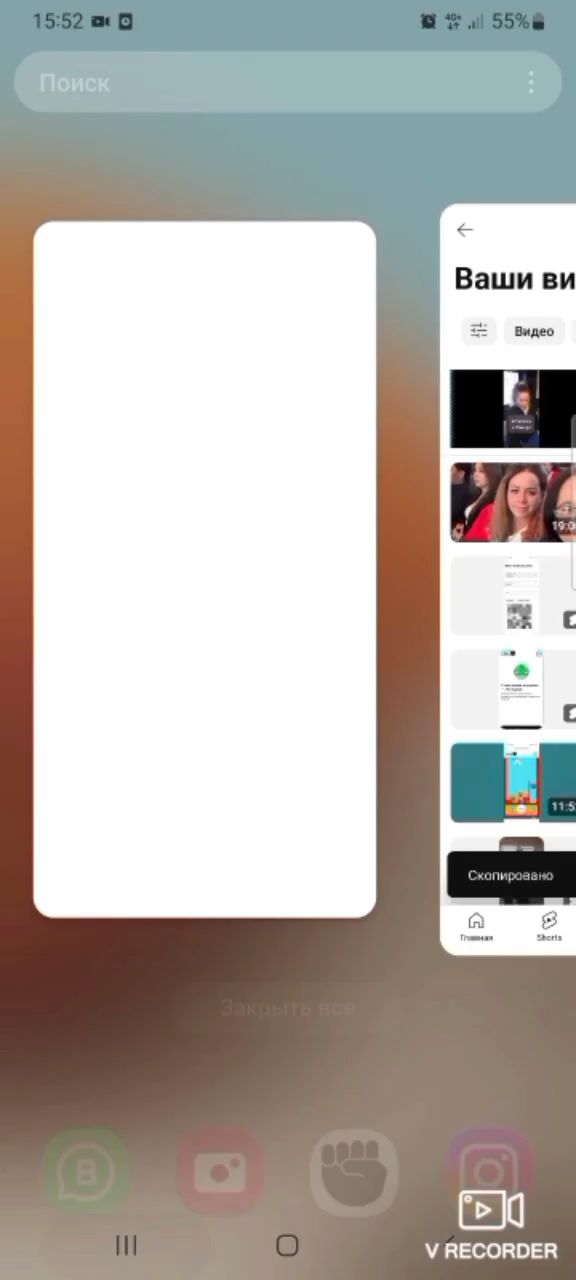 15:52
55%
Поиск
Ваши ви
Видео
19:0
11:5
Скопировано
Главная
Shorts
Закрыть все
B
V RECORDER